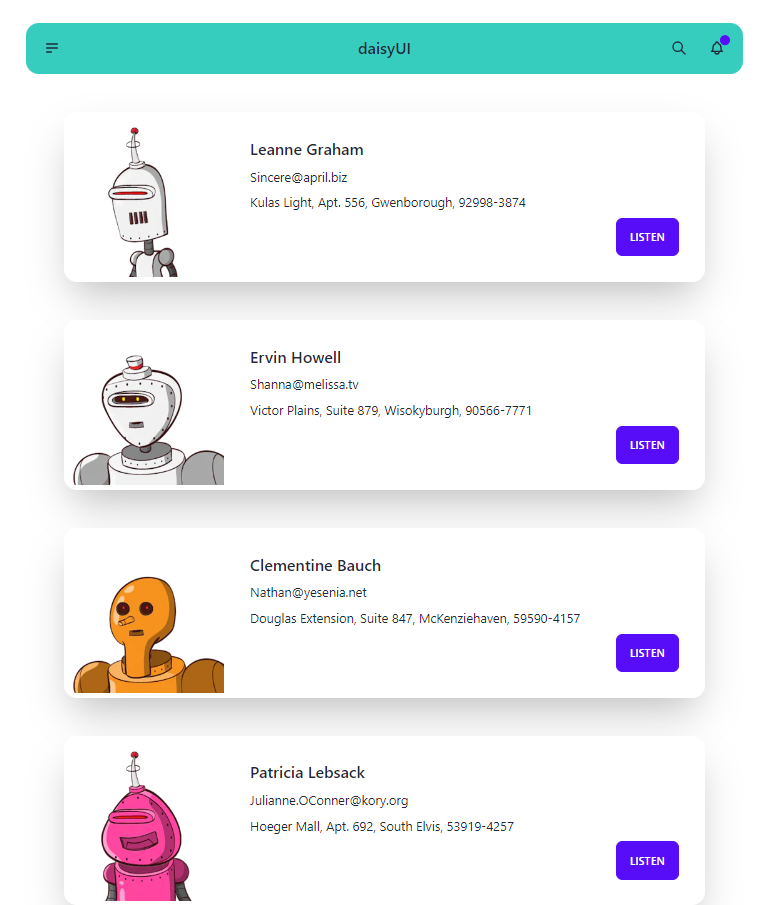 daisyUI
Leanne Graham
Sincere@april.biz
Kulas Light, Apt. 556, Gwenborough, 92998-3874
LISTEN
Ervin Howell
Shanna@melissa.tv
Victor Plains, Suite 879, Wisokyburgh, 90566-7771
LISTEN
Clementine Bauch
Nathan@yesenia.net
Douglas Extension, Suite 847, McKenziehaven, 59590-4157
LISTEN
Patricia Lebsack
Julianne.OConner@kory.org
Hoeger Mall, Apt. 692, South Elvis, 53919-4257
LISTEN